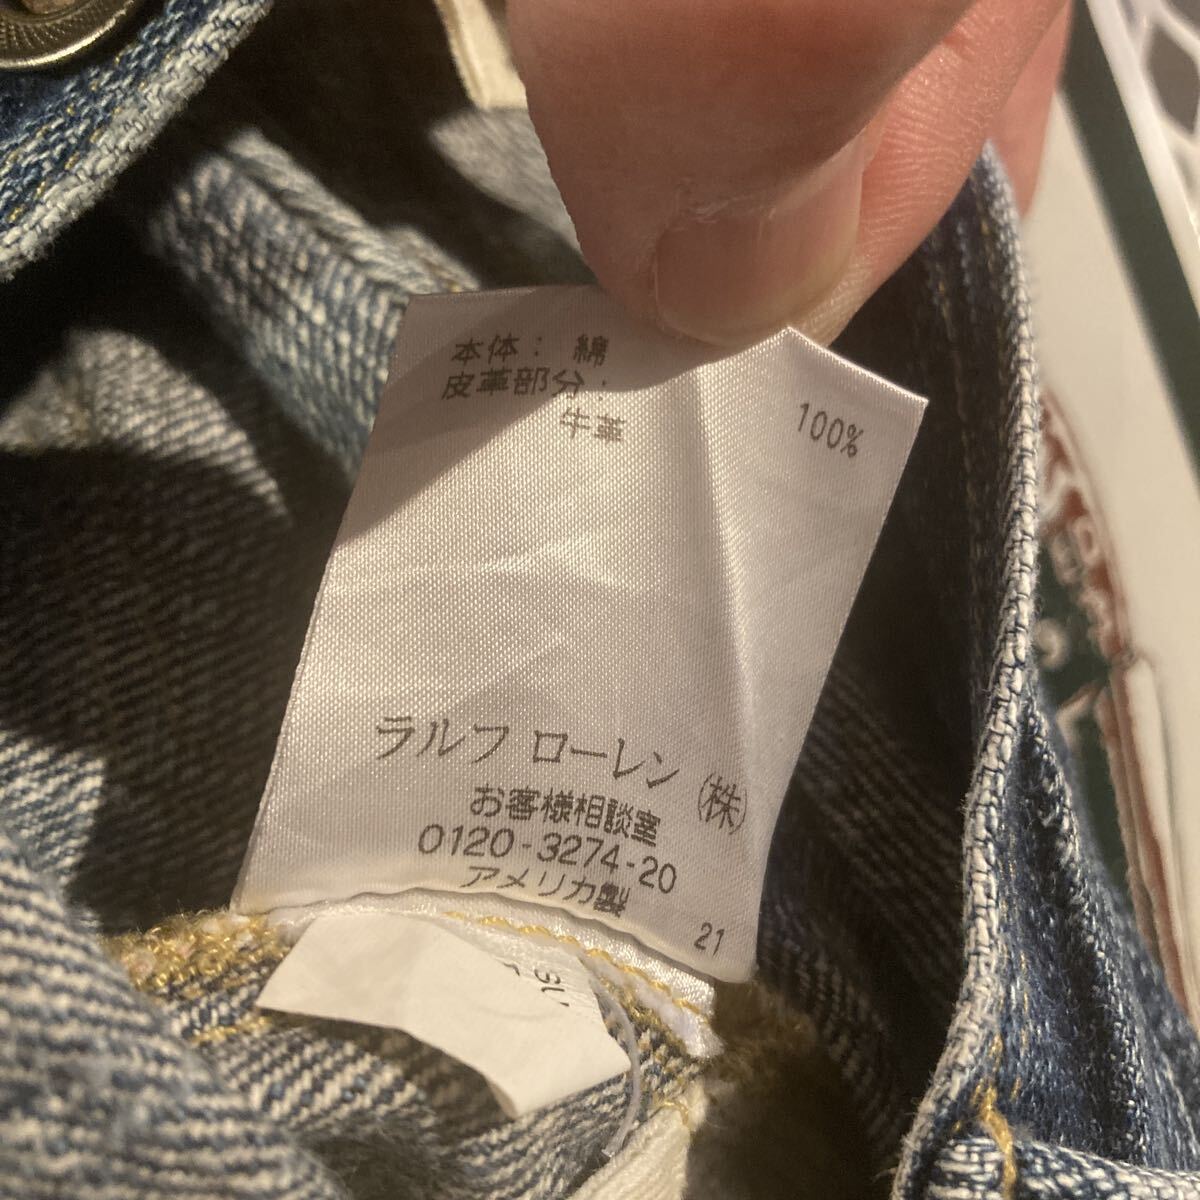 本体： 綿 100%
皮革部分：
牛革
ラルフ ローレン ㈱
お客様相談室
0120-3274-20
アメリカ製
21